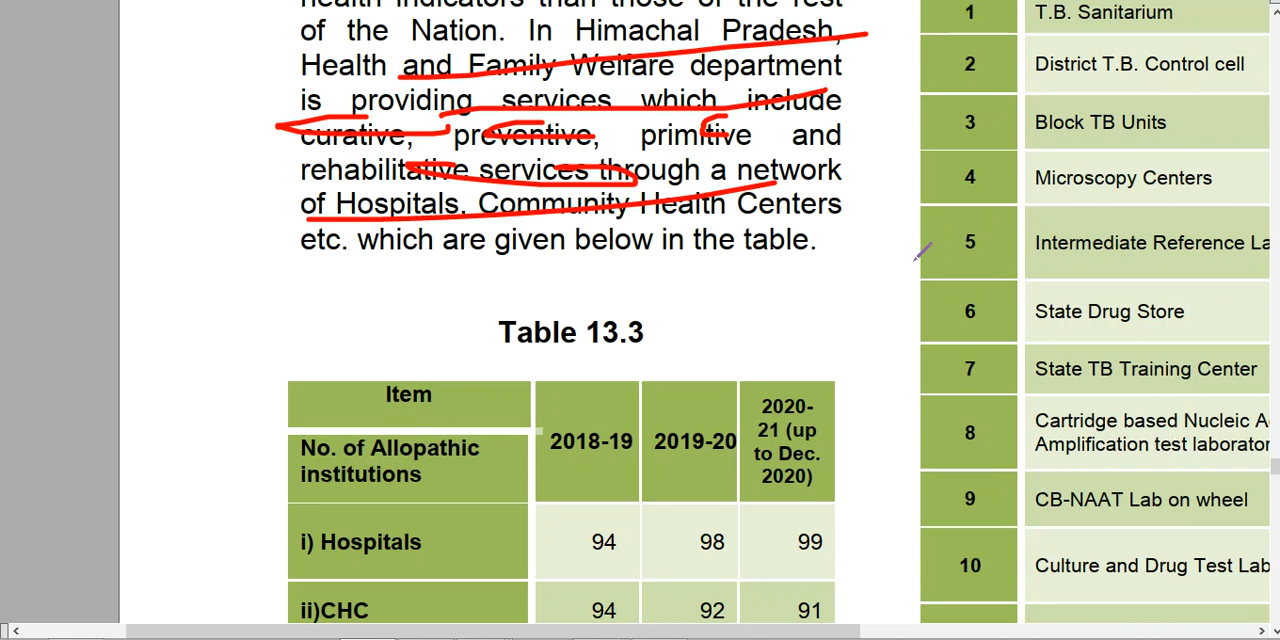 health indicators than those of the rest
of the Nation. In Himachal Pradesh,
Health and Family Welfare department
is providing services which include
curative, preventive, primitive and
rehabilitative services through a network
of Hospitals, Community Health Centers
etc. which are given below in the table.
Table 13.3
Item
No. of Allopathic
institutions
2018-19
2019-20
2020-
21 (up
to Dec.
2020)
i) Hospitals 94 98 99
ii)CHC 94 92 91
1 T.B. Sanitarium
2 District T.B. Control cell
3 Block TB Units
4 Microscopy Centers
5 Intermediate Reference La
6 State Drug Store
7 State TB Training Center
8 Cartridge based Nucleic A
Amplification test laborator
9 CB-NAAT Lab on wheel
10 Culture and Drug Test Lab